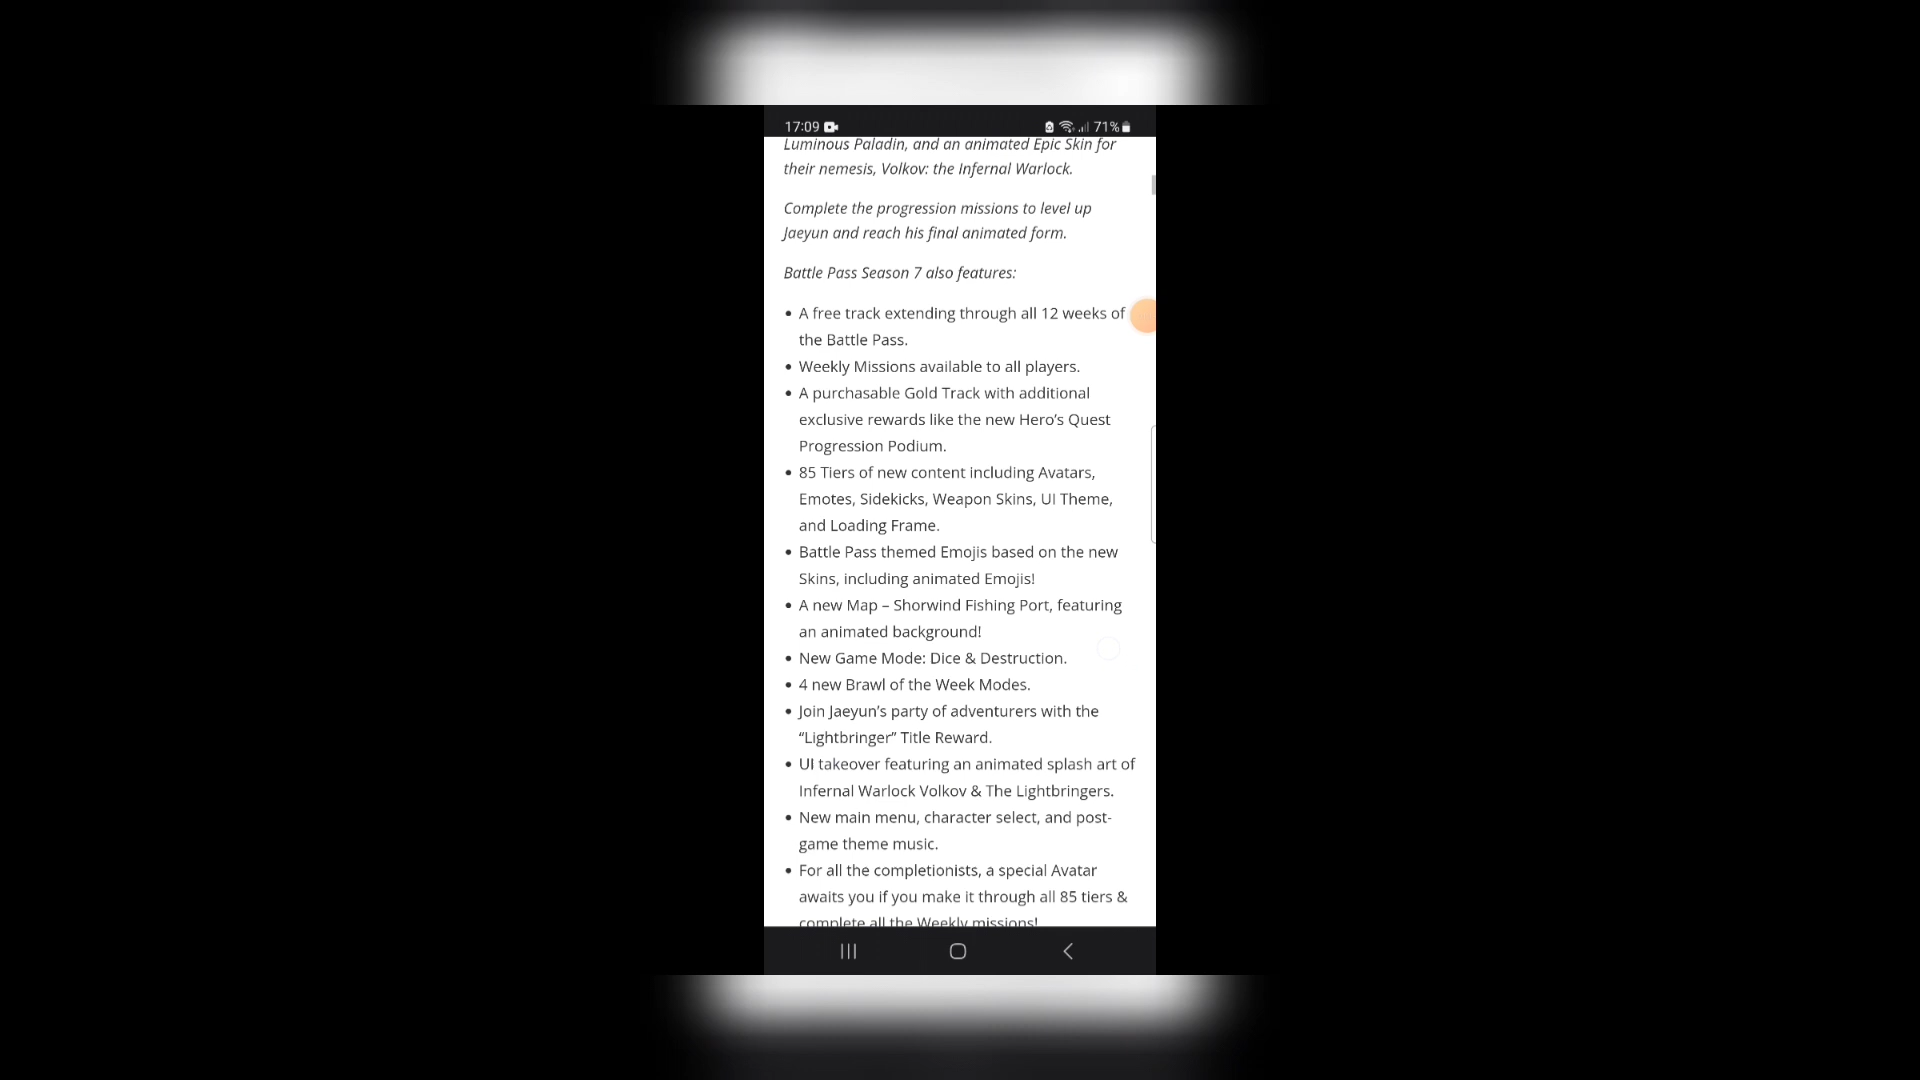 17:09
71%
Luminous Paladin, and an animated Epic Skin for
their nemesis, Volkov: the Infernal Warlock.
Complete the progression missions to level up
Jaeyun and reach his final animated form.
Battle Pass Season 7 also features:
• A free track extending through all 12 weeks of
the Battle Pass.
• Weekly Missions available to all players.
• A purchasable Gold Track with additional
exclusive rewards like the new Hero’s Quest
Progression Podium.
• 85 Tiers of new content including Avatars,
Emotes, Sidekicks, Weapon Skins, UI Theme,
and Loading Frame.
• Battle Pass themed Emojis based on the new
Skins, including animated Emojis!
• A new Map – Shorwind Fishing Port, featuring
an animated background!
• New Game Mode: Dice & Destruction.
• 4 new Brawl of the Week Modes.
• Join Jaeyun’s party of adventurers with the
“Lightbringer” Title Reward.
• UI takeover featuring an animated splash art of
Infernal Warlock Volkov & The Lightbringers.
• New main menu, character select, and post-
game theme music.
• For all the completionists, a special Avatar
awaits you if you make it through all 85 tiers &
complete all the Weekly missions!